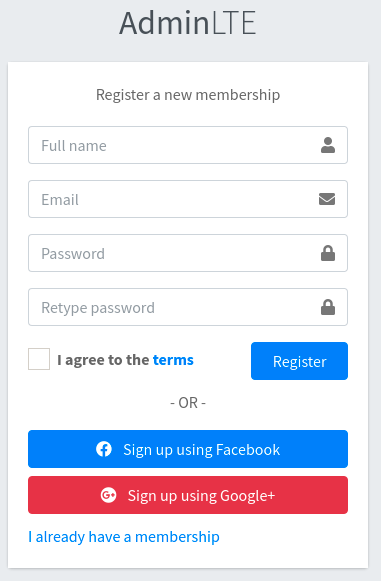 AdminLTE
Register a new membership
Full name
Email
Password
Retype password
I agree to the terms
Register
- OR -
Sign up using Facebook
Sign up using Google+
I already have a membership